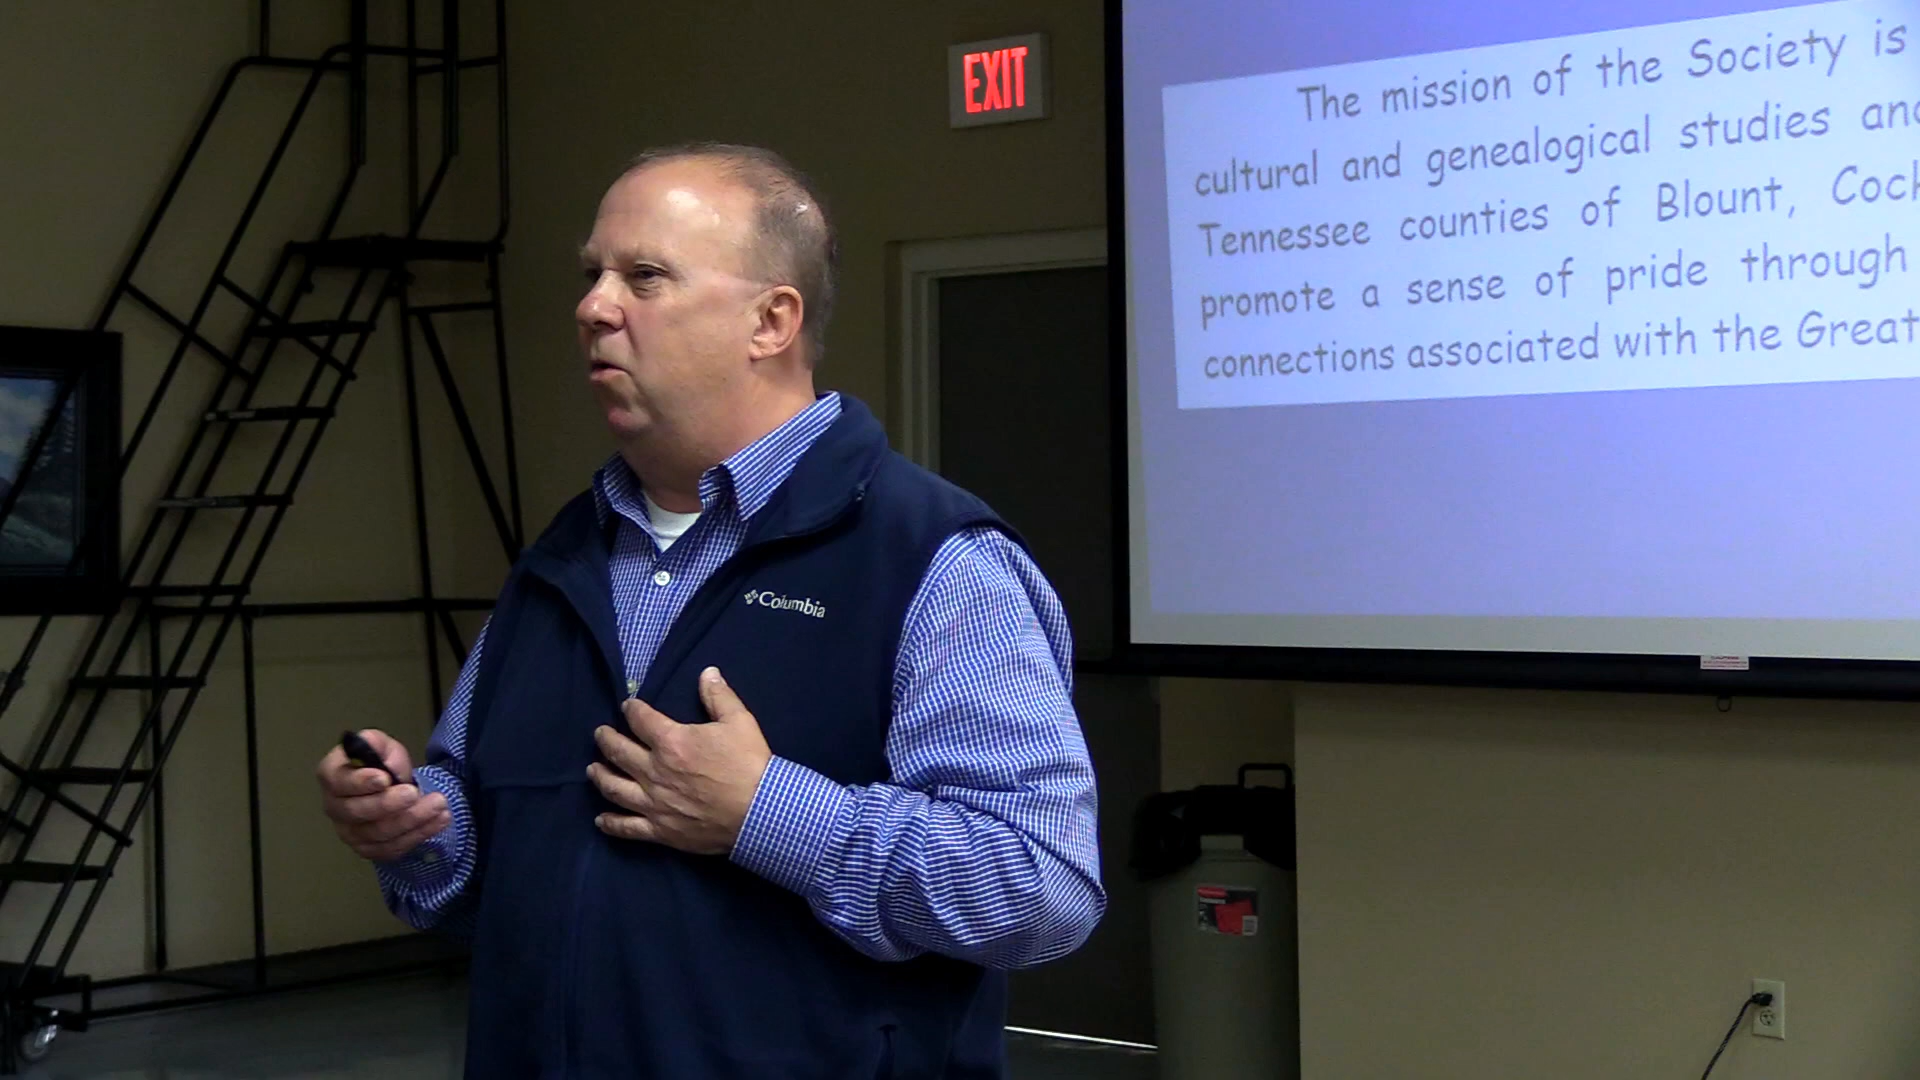 EXIT
The mission of the Society is
cultural and genealogical studies and
Tennessee counties of Blount, Cock
promote a sense of pride through
connections associated with the Great
Columbia